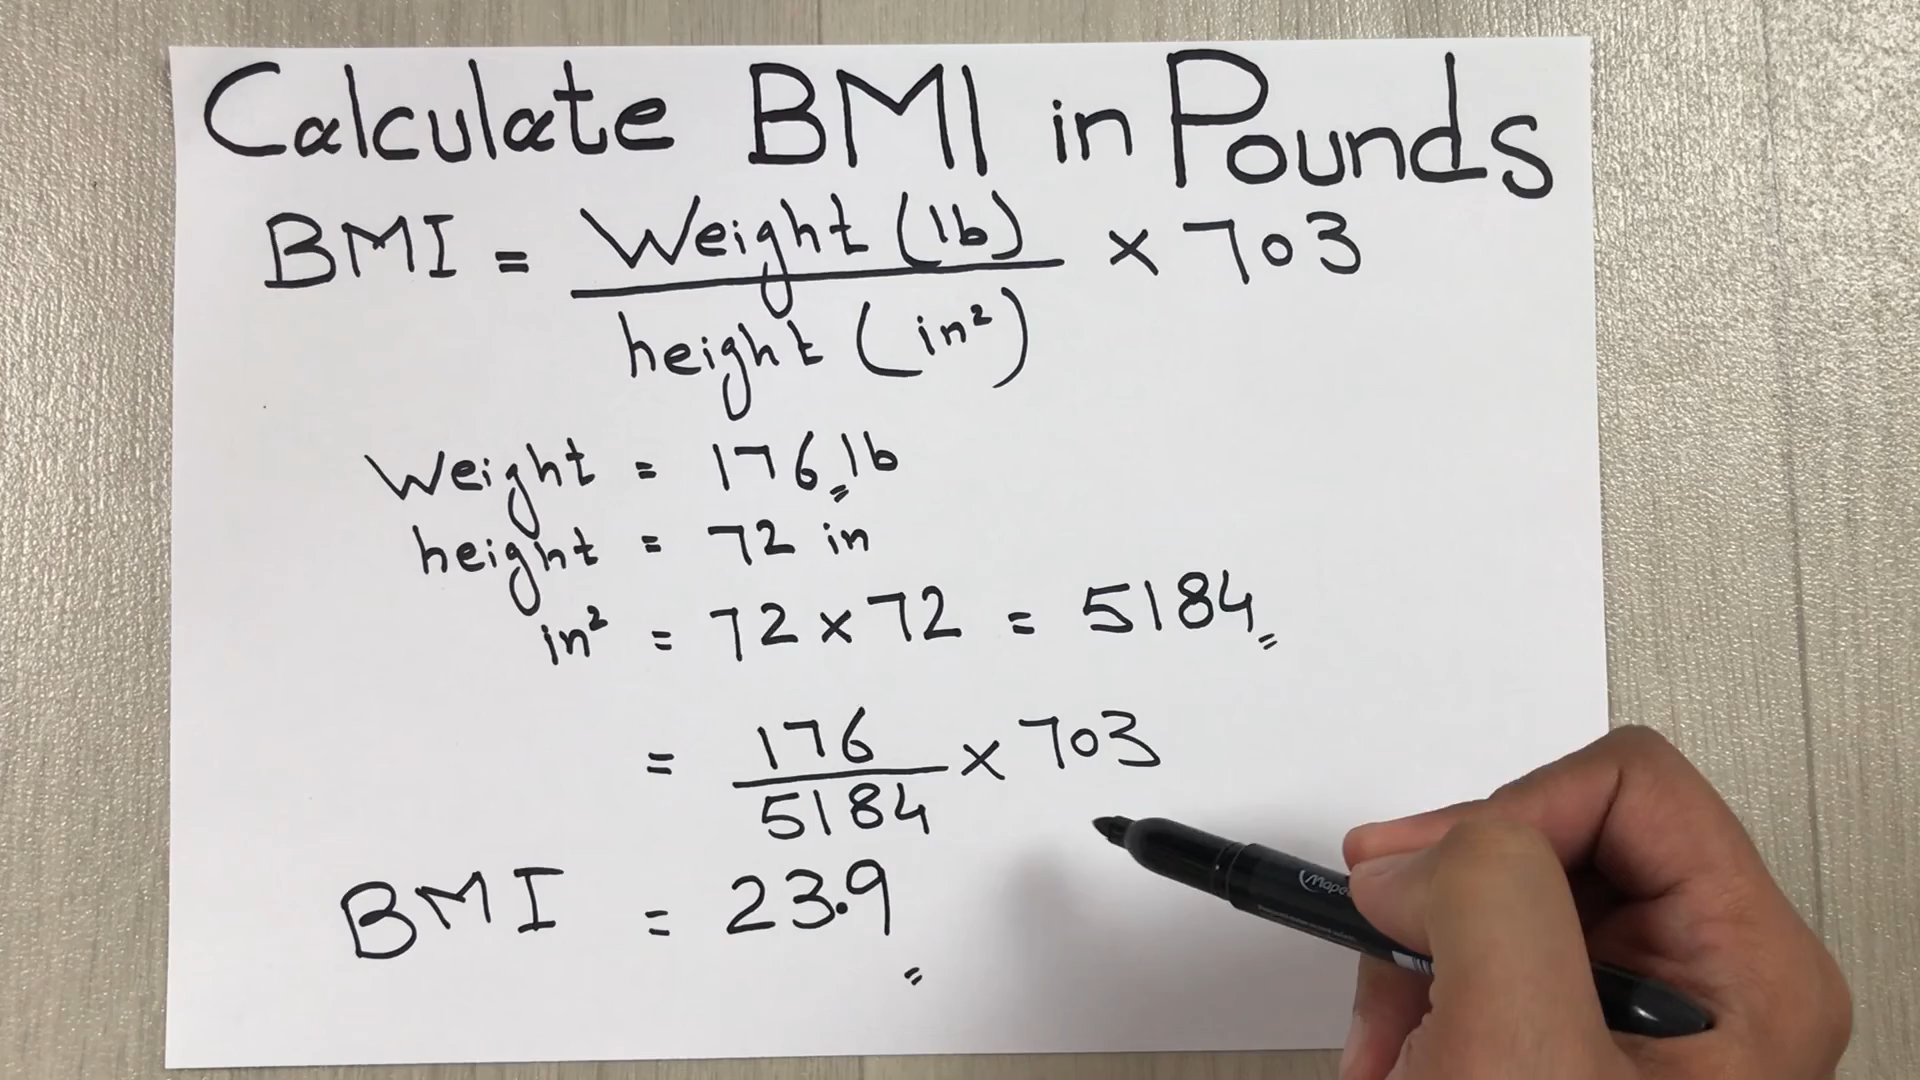 Calculate BMI in Pounds
BMI = Weight (lb) / height (in²) × 703
Weight = 176 lb
height = 72 in
in² = 72 × 72 = 5184
= 176 / 5184 × 703
BMI = 23.9